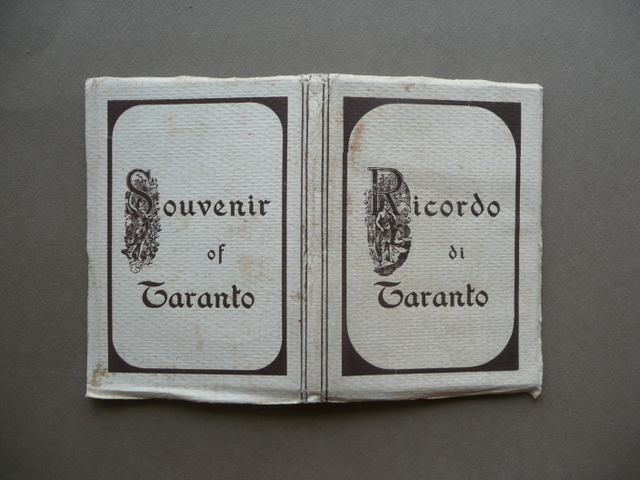 Souvenir
of
Taranto
Ricordo
di
Taranto